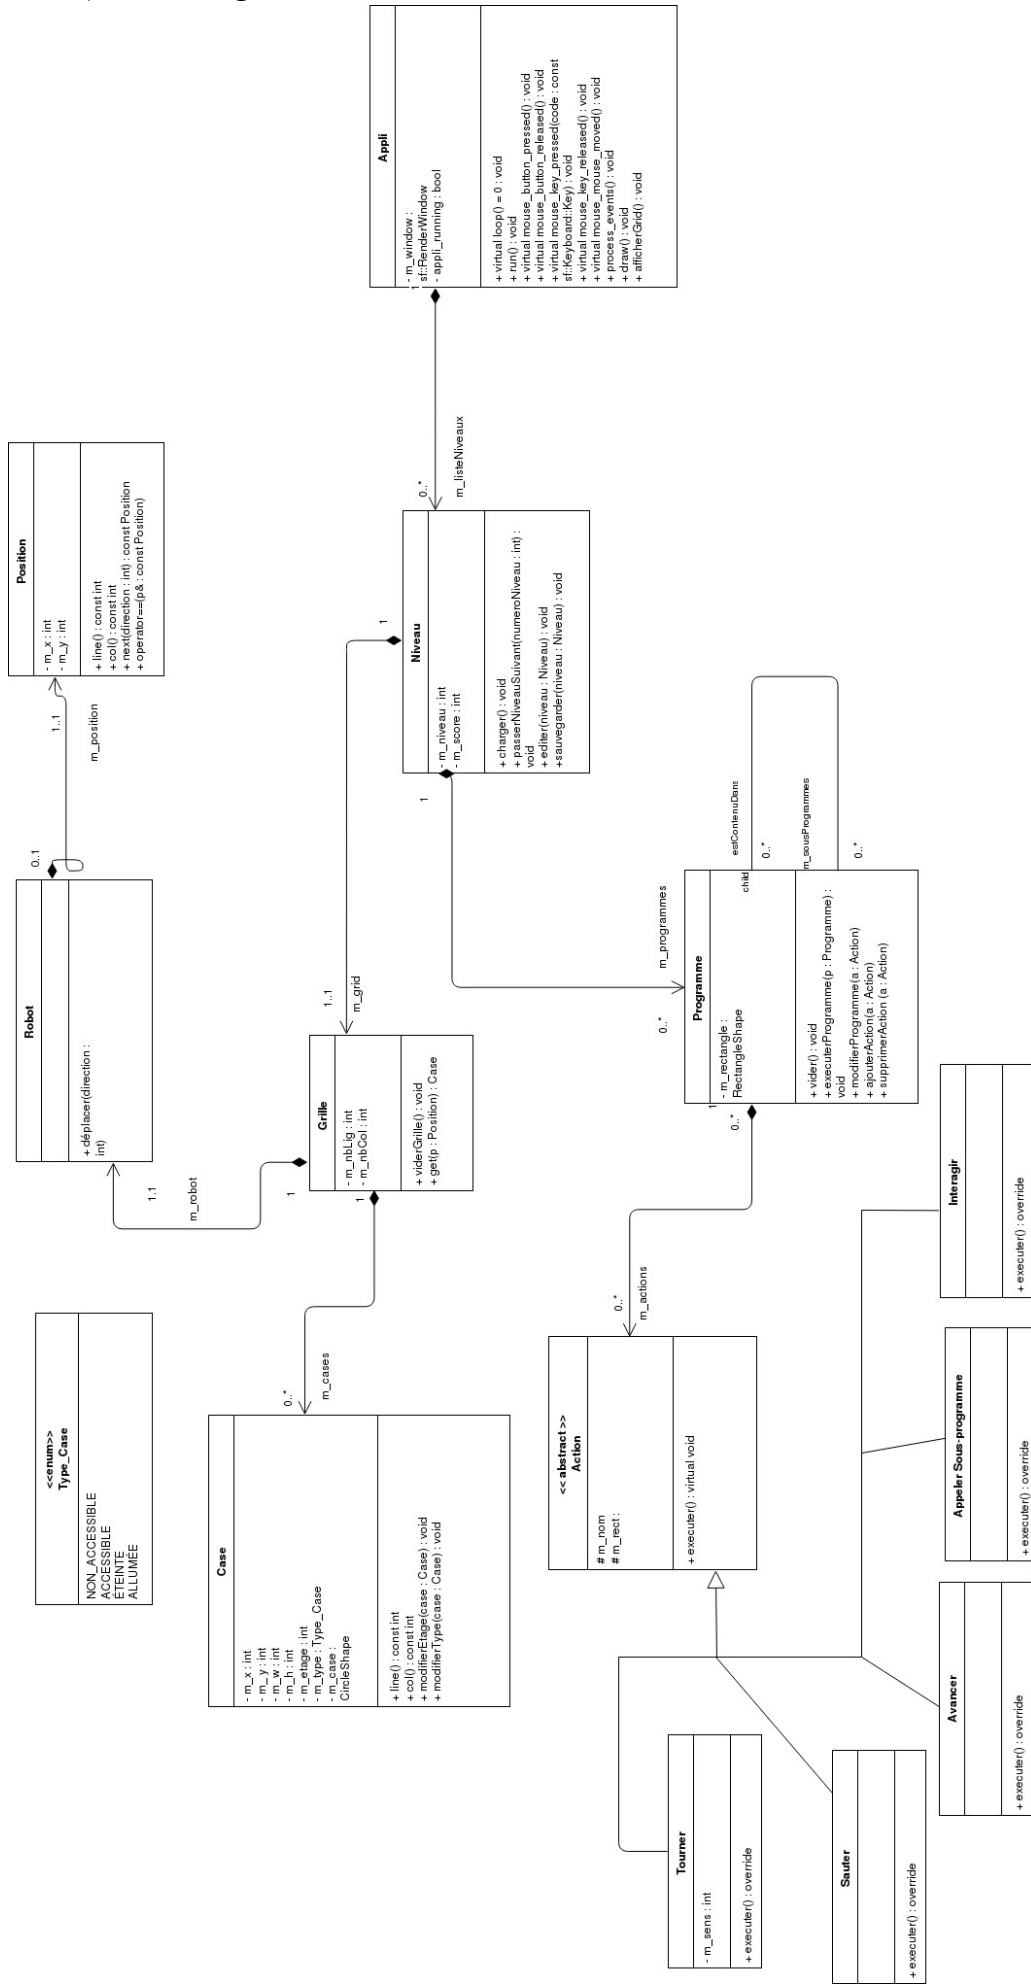 Appli
- m_window :
sf::RenderWindow
- appli_running : bool
+ virtual loop() = 0 : void
+ run() : void
+ virtual mouse_button_pressed() : void
+ virtual mouse_button_released() : void
+ virtual mouse_key_pressed(code : const
sf::Keyboard::Key) : void
+ virtual mouse_key_released() : void
+ virtual mouse_mouse_moved() : void
+ process_events() : void
+ draw() : void
+ afficherGrid() : void
1
0..*
m_listeNiveaux
Position
- m_x : int
- m_y : int
+ line() : const int
+ col() : const int
+ next(direction : int) : const Position
+ operator==(p& : const Position)
1..1
m_position
0..1
Robot
+ déplacer(direction :
int)
1..1
m_robot
1
Niveau
- m_niveau : int
- m_score : int
+ charger() : void
+ passerNiveauSuivant(numeroNiveau : int) :
void
+ editer(niveau : Niveau) : void
+sauvegarder(niveau : Niveau) : void
1
1..1
m_grid
1
Grille
- m_nbLig : int
- m_nbCol : int
+ viderGrille() : void
+ get(p : Position) : Case
1
0..*
m_cases
<<enum>>
Type_Case
NON_ACCESSIBLE
ACCESSIBLE
ÉTEINTE
ALLUMÉE
Case
- m_x : int
- m_y : int
- m_w : int
- m_h : int
- m_etage : int
- m_type : Type_Case
- m_case :
CircleShape
+ line() : const int
+ col() : const int
+ modifierEtage(case : Case) : void
+ modifierType(case : Case) : void
m_programmes
0..*
Programme
- m_rectangle :
RectangleShape
+ vider() : void
+ executerProgramme(p : Programme) :
void
+ modifierProgramme(a : Action)
+ ajouterAction(a : Action)
+ supprimerAction (a : Action)
child
estContenuDans
0..*
m_sousProgrammes
0..*
1
0..*
0..*
m_actions
<< abstract >>
Action
# m_nom
# m_rect :
+ executer() : virtual void
Interagir
+ executer() : override
Appeler Sous-programme
+ executer() : override
Avancer
+ executer() : override
Tourner
- m_sens : int
+ executer() : override
Sauter
+ executer() : override